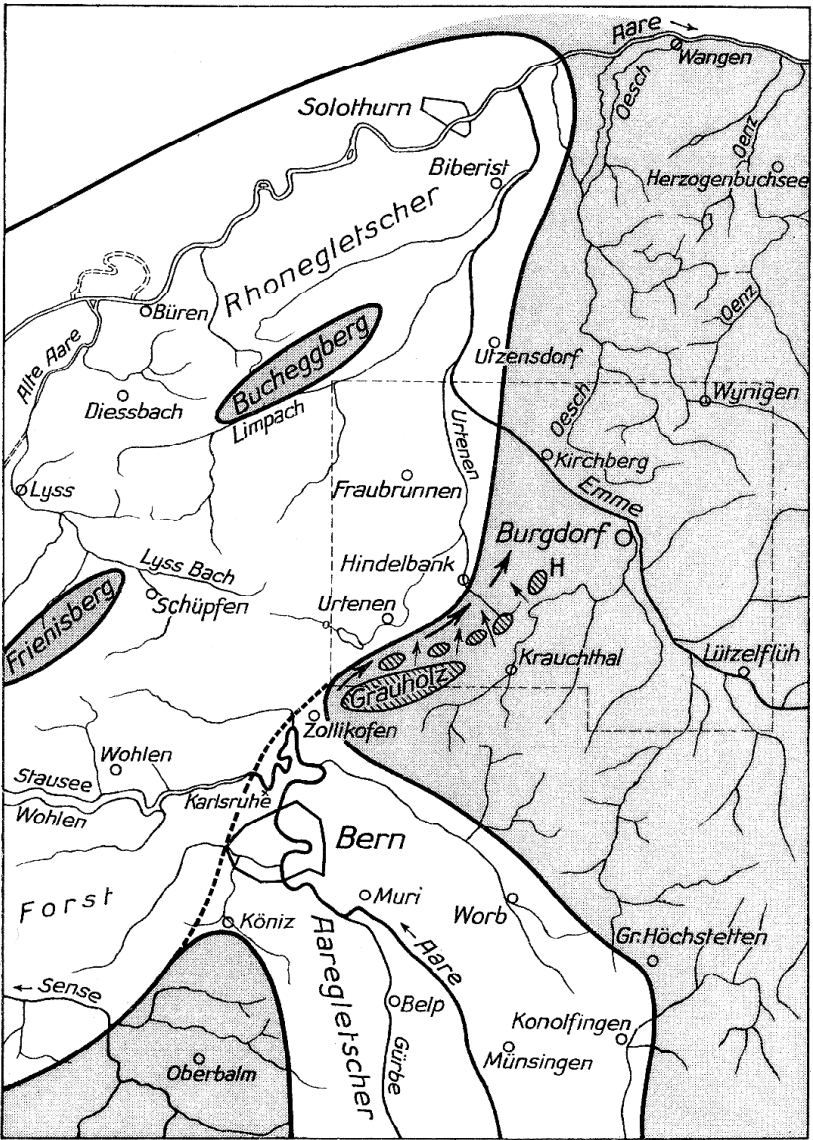 Aare
Wangen
Oesch
Solothurn
Oenz
Biberist
Herzogenbuchsee
Rhonegletscher
Büren
Oenz
Alte Aare
Bucheggberg
Utzensdorf
Diessbach
Limpach
Oesch
Wynigen
Urtenen
Kirchberg
Lyss
Fraubrunnen
Emme
Burgdorf
Lyss Bach
Hindelbank
H
Schüpfen
Urtenen
Frienisberg
Krauchthal
Lützelflüh
Grauholz
Zollikofen
Wohlen
Stausee
Karlsruhe
Wohlen
Bern
Forst
Muri
Worb
Köniz
Aare
Gr. Höchstetten
Sense
Aaregletscher
Belp
Konolfingen
Gürbe
Münsingen
Oberbalm